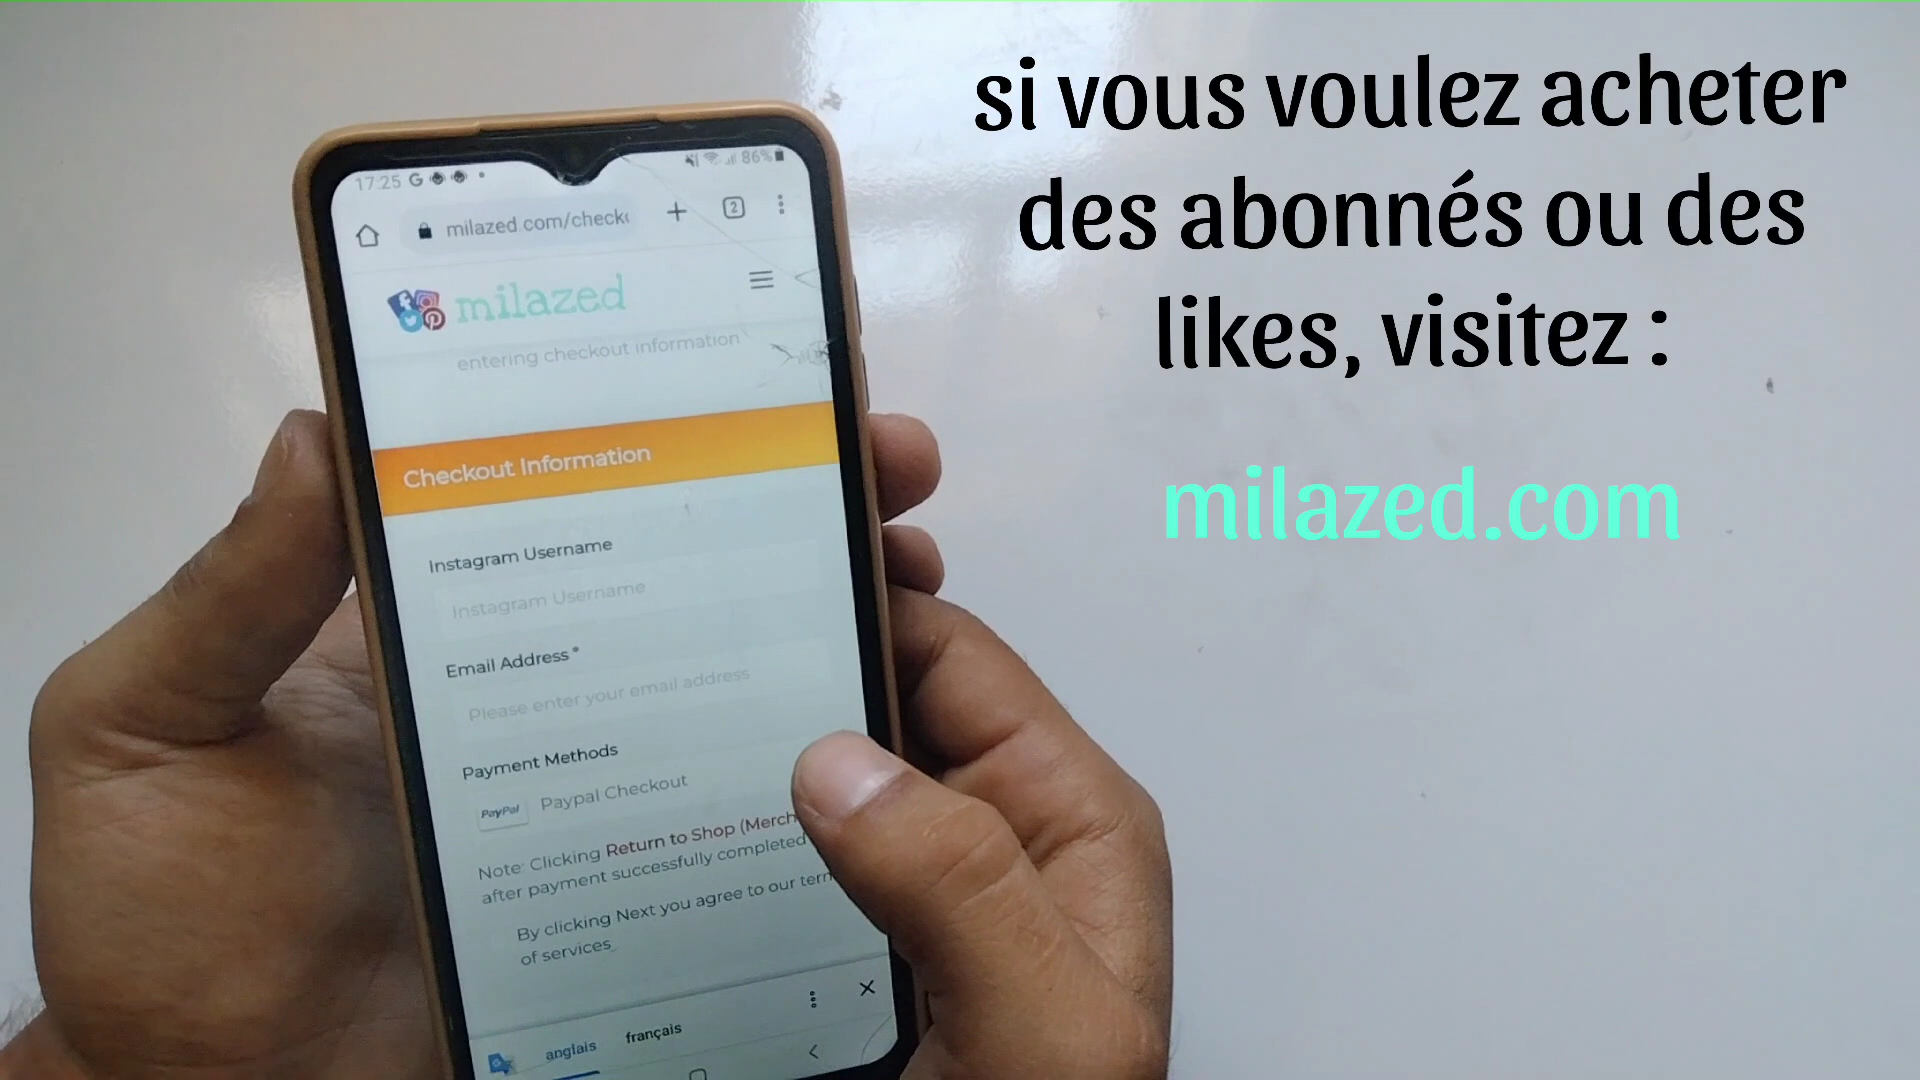 si vous voulez acheter
des abonnés ou des
likes, visitez :
milazed.com
17:25 G
86%
milazed.com/check
2
milazed
entering checkout information
Checkout Information
Instagram Username
Instagram Username
Email Address *
Please enter your email address
Payment Methods
PayPal Paypal Checkout
Note: Clicking Return to Shop (Merch
after payment successfully completed
By clicking Next you agree to our term
of services
anglais français